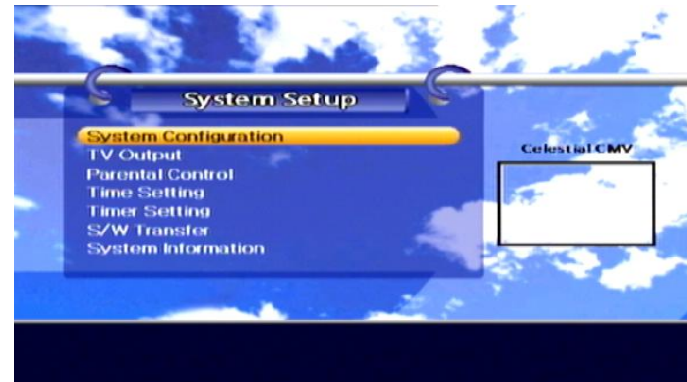 System Setup
System Configuration
TV Output
Parental Control
Time Setting
Timer Setting
S/W Transfer
System Information
Celestial CMV